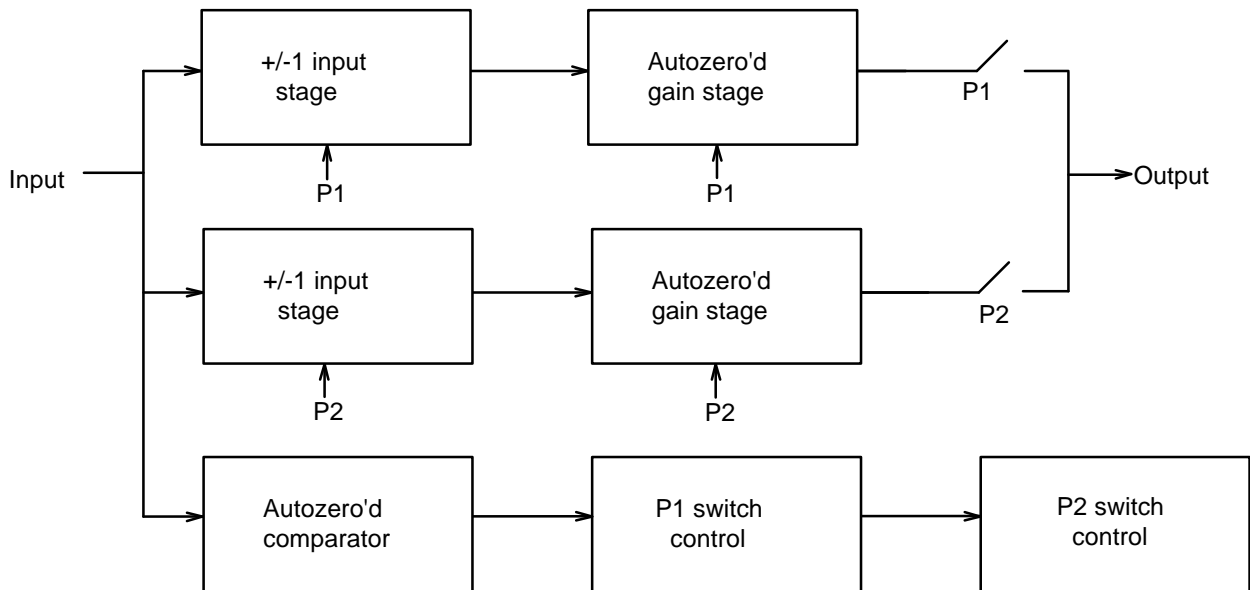 +/-1 input
stage
Autozero'd
gain stage
P1
P1
P1
Input
Output
+/-1 input
stage
Autozero'd
gain stage
P2
P2
P2
Autozero'd
comparator
P1 switch
control
P2 switch
control